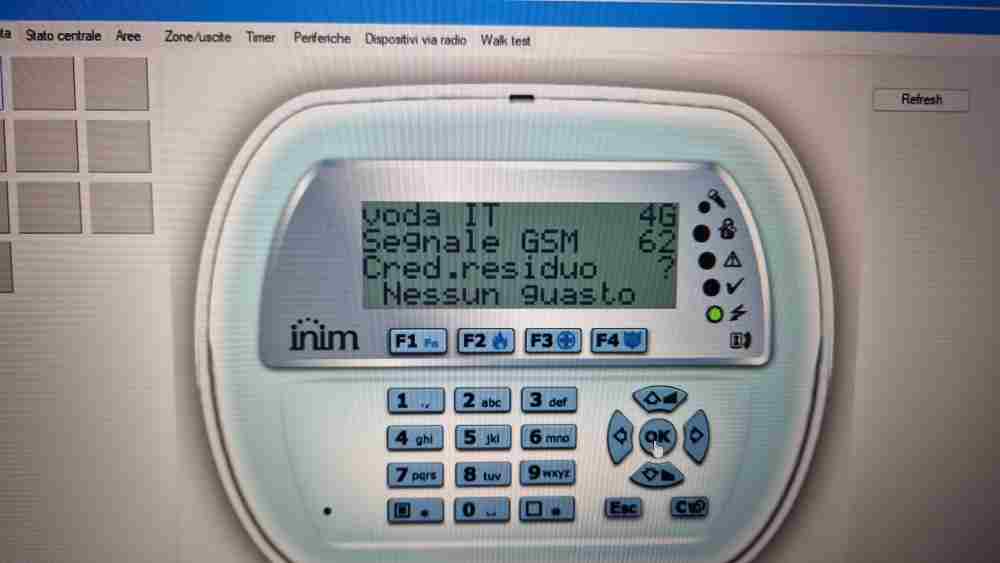 ta Stato centrale Aree Zone/uscite Timer Periferiche Dispositivi via radio Walk test
Refresh
voda IT 4G
Segnale GSM 62
Cred.residuo ?
Nessun guasto
inim
F1 Fn F2 F3 F4
1 ., 2 abc 3 def
4 ghi 5 jkl 6 mno
OK
7 pqrs 8 tuv 9 wxyz
0
Esc C